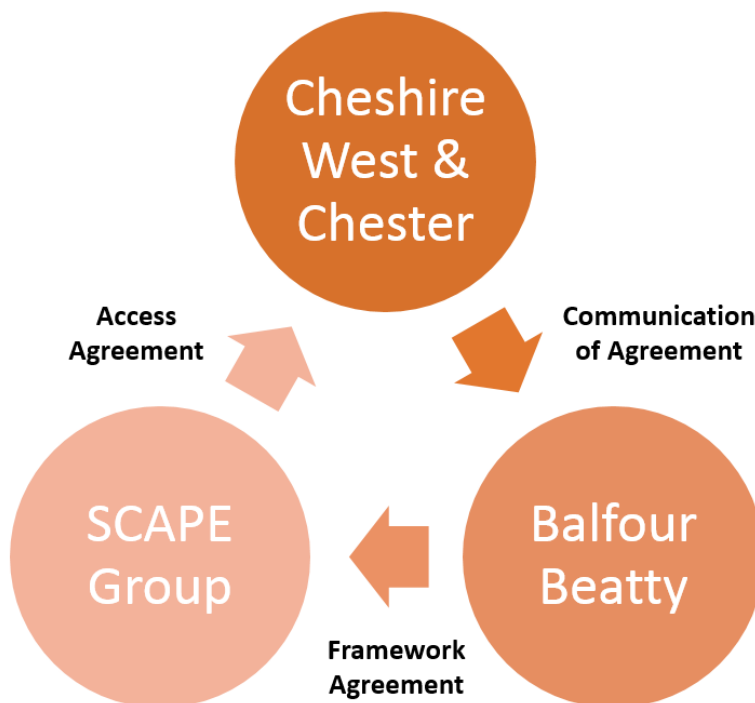 Cheshire
West &
Chester
Access
Agreement
Communication
of Agreement
SCAPE
Group
Balfour
Beatty
Framework
Agreement